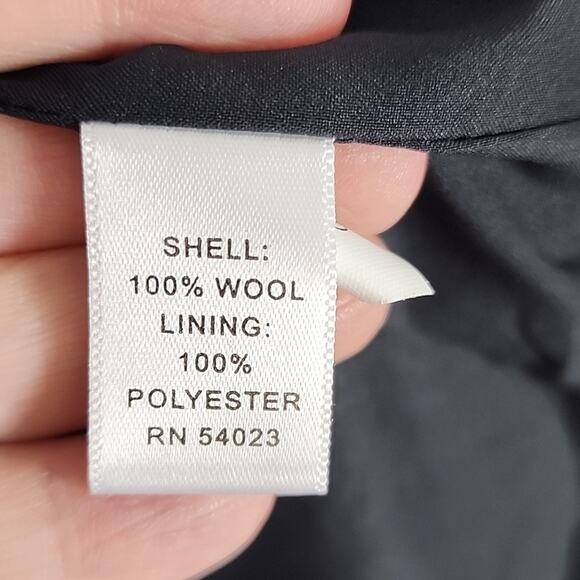 SHELL:
100% WOOL
LINING:
100%
POLYESTER
RN 54023